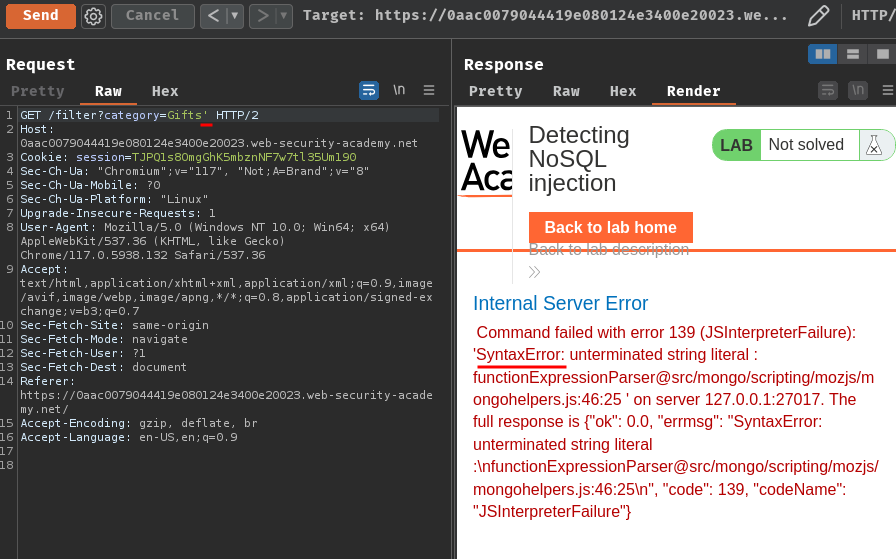 Send
Cancel
Target: https://0aac0079044419e080124e3400e20023.we...
HTTP/
Request
Pretty Raw Hex
\n
1 GET /filter?category=Gifts' HTTP/2
2 Host:
0aac0079044419e080124e3400e20023.web-security-academy.net
3 Cookie: session=TJPQ1s8OmgGhK5mbznNF7w7tl35Um190
4 Sec-Ch-Ua: "Chromium";v="117", "Not;A=Brand";v="8"
5 Sec-Ch-Ua-Mobile: ?0
6 Sec-Ch-Ua-Platform: "Linux"
7 Upgrade-Insecure-Requests: 1
8 User-Agent: Mozilla/5.0 (Windows NT 10.0; Win64; x64)
AppleWebKit/537.36 (KHTML, like Gecko)
Chrome/117.0.5938.132 Safari/537.36
9 Accept:
text/html,application/xhtml+xml,application/xml;q=0.9,image
/avif,image/webp,image/apng,*/*;q=0.8,application/signed-ex
change;v=b3;q=0.7
10 Sec-Fetch-Site: same-origin
11 Sec-Fetch-Mode: navigate
12 Sec-Fetch-User: ?1
13 Sec-Fetch-Dest: document
14 Referer:
https://0aac0079044419e080124e3400e20023.web-security-acade
my.net/
15 Accept-Encoding: gzip, deflate, br
16 Accept-Language: en-US,en;q=0.9
17
18
Response
Pretty Raw Hex Render
\n
We
Aca
Detecting
NoSQL
injection
LAB Not solved
Back to lab home
Back to lab description
Internal Server Error
Command failed with error 139 (JSInterpreterFailure):
'SyntaxError: unterminated string literal :
functionExpressionParser@src/mongo/scripting/mozjs/m
ongohelpers.js:46:25 ' on server 127.0.0.1:27017. The
full response is {"ok": 0.0, "errmsg": "SyntaxError:
unterminated string literal
:\nfunctionExpressionParser@src/mongo/scripting/mozjs/
mongohelpers.js:46:25\n", "code": 139, "codeName":
"JSInterpreterFailure"}